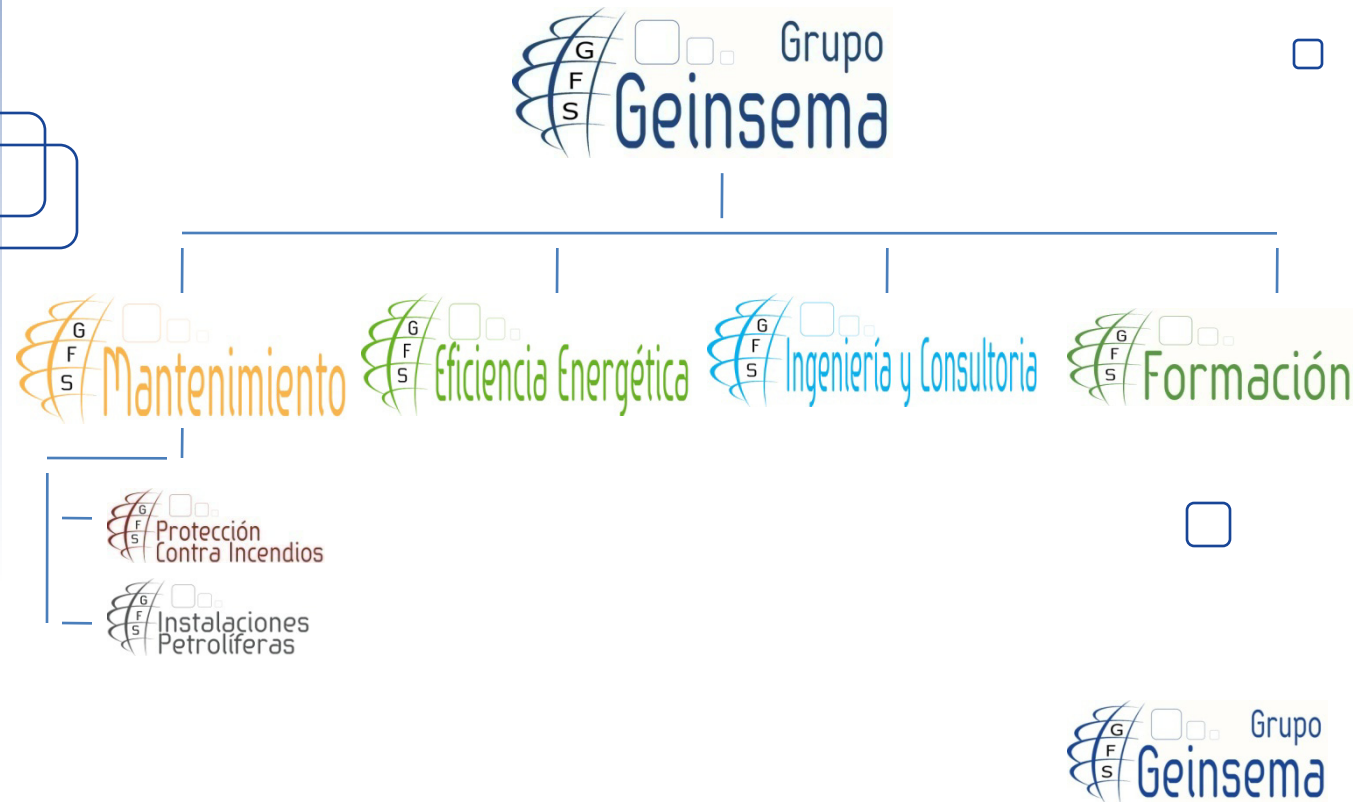 Grupo
G
F
S
Geinsema
G
F
S
Mantenimiento
G
F
S
Eficiencia Energética
G
F
S
Ingeniería y Consultoria
G
F
S
Formación
G
F
S
Protección
Contra Incendios
G
F
S
Instalaciones
Petrolíferas
Grupo
G
F
S
Geinsema